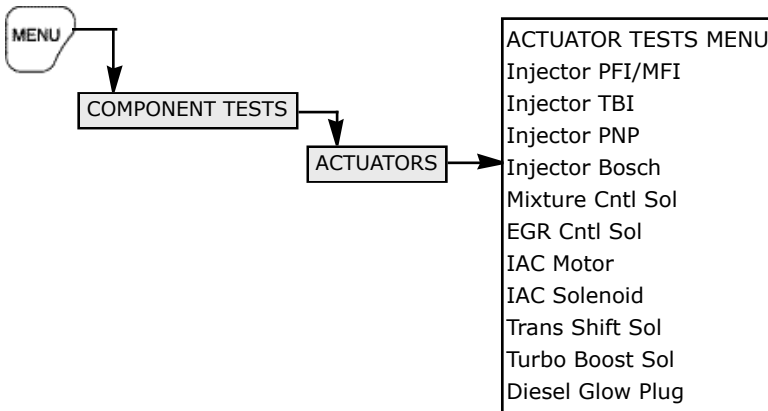 MENU
COMPONENT TESTS
ACTUATORS
ACTUATOR TESTS MENU
Injector PFI/MFI
Injector TBI
Injector PNP
Injector Bosch
Mixture Cntl Sol
EGR Cntl Sol
IAC Motor
IAC Solenoid
Trans Shift Sol
Turbo Boost Sol
Diesel Glow Plug